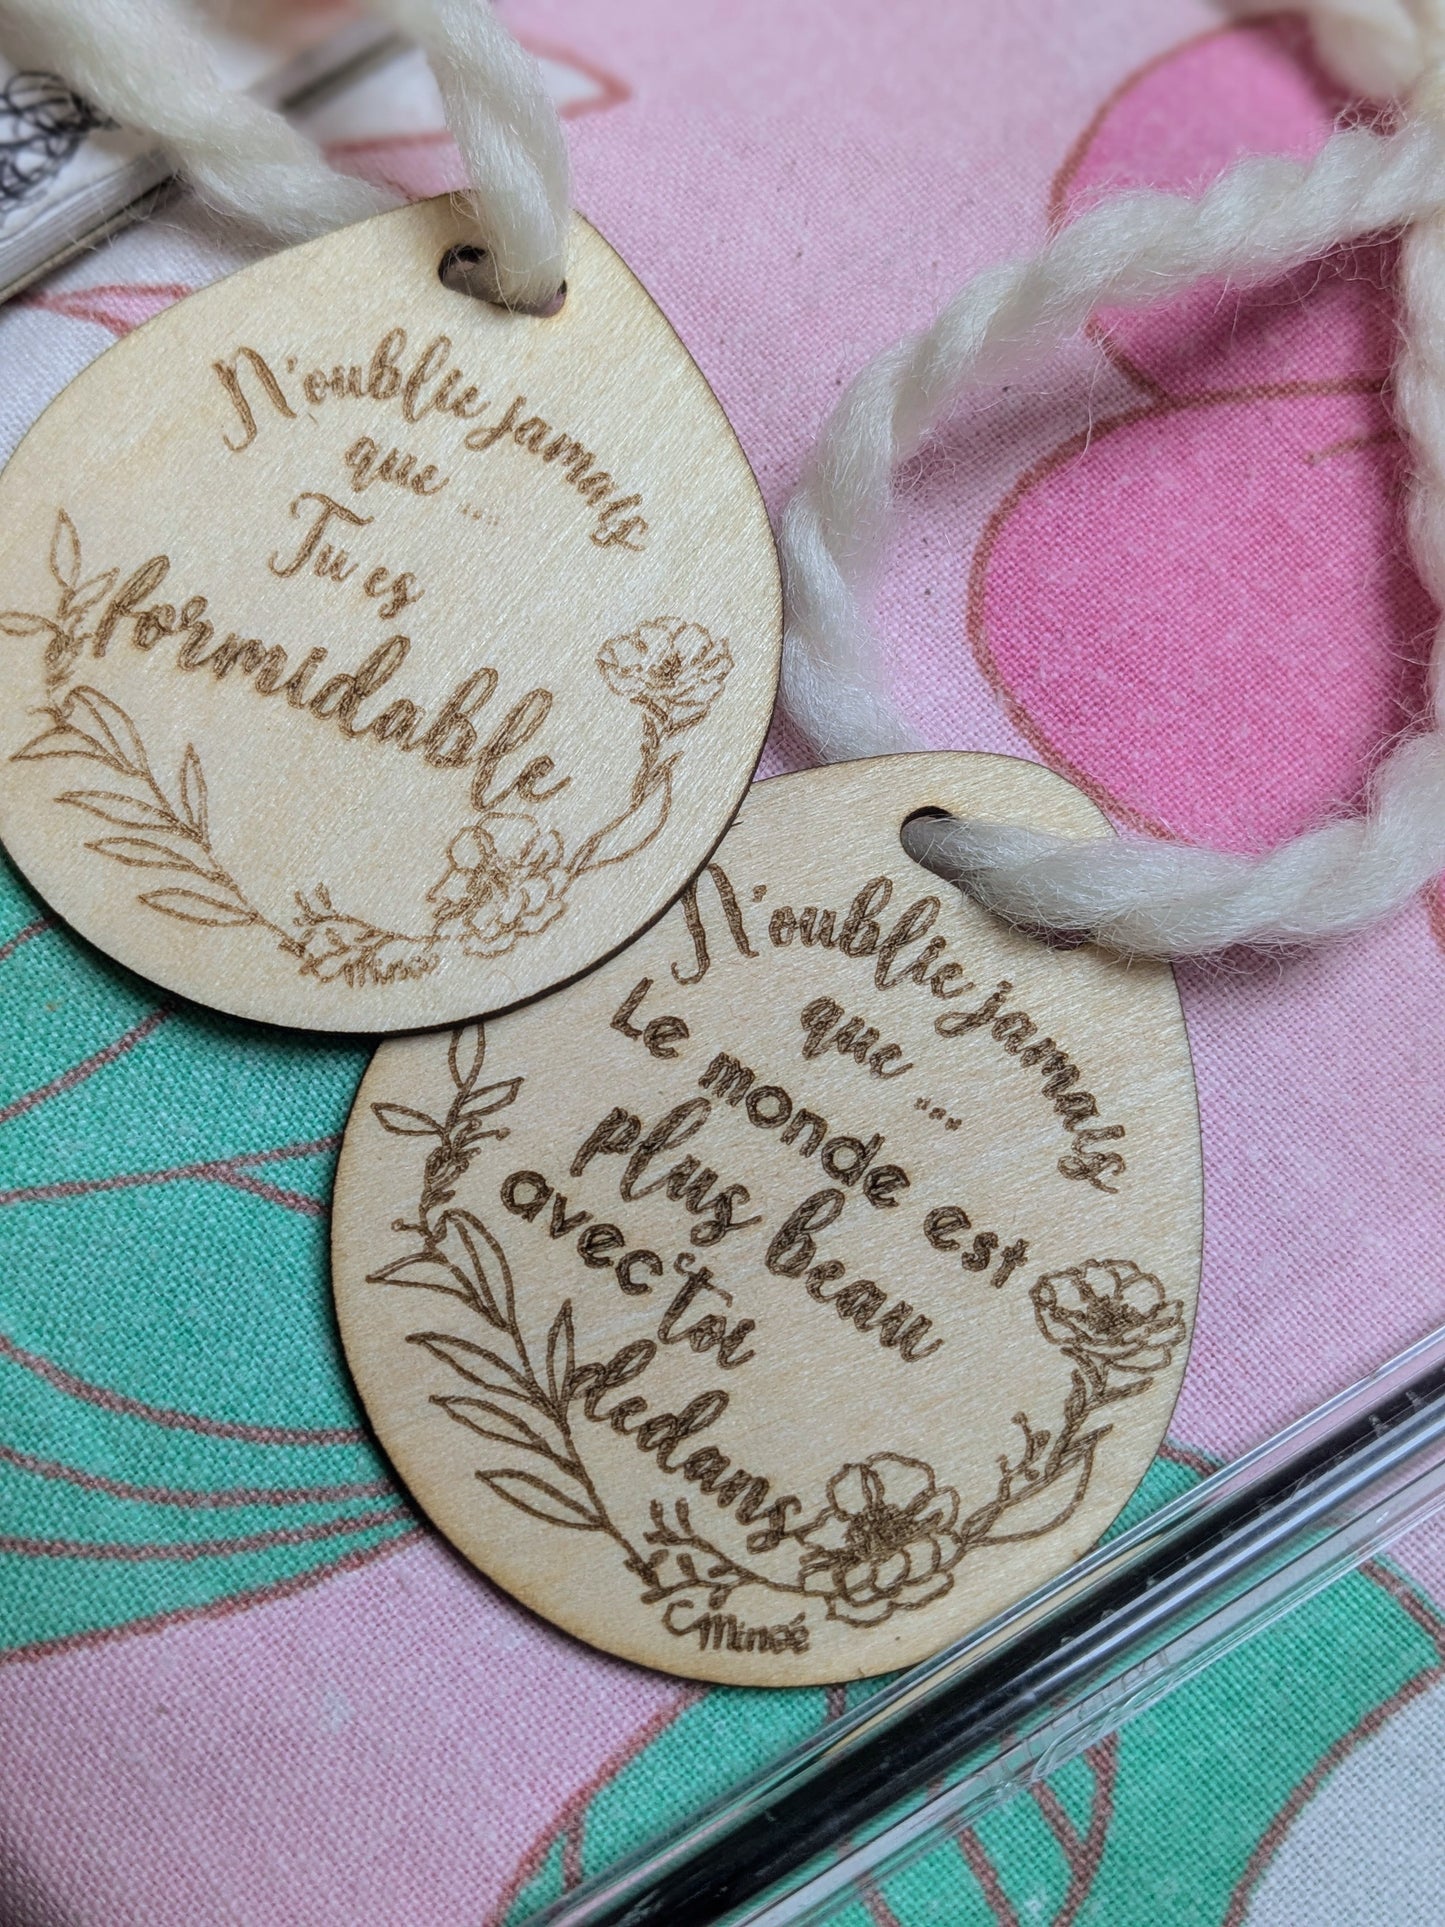 N'oublie jamais
que ...
Tu es
formidable
Minoé
N'oublie jamais
que ...
Le monde est
plus beau
avec toi
dedans
Minoé